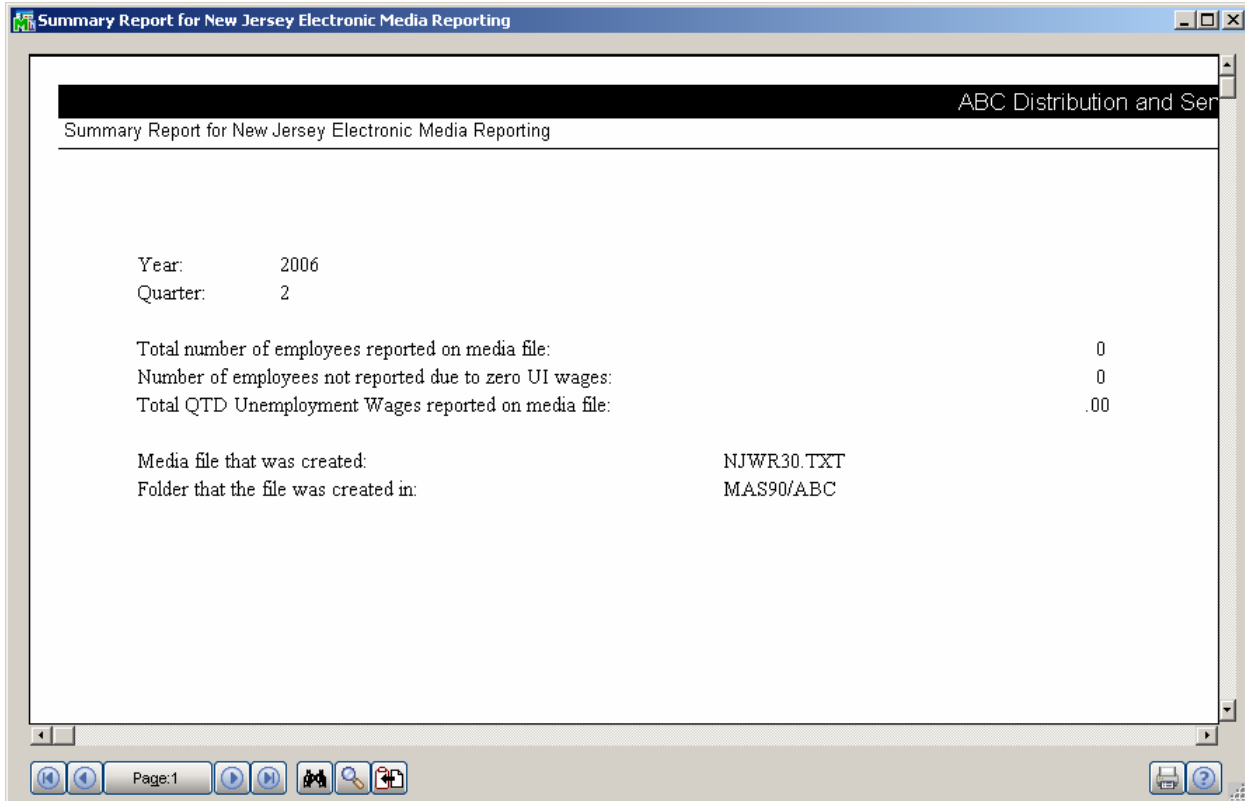 Summary Report for New Jersey Electronic Media Reporting
ABC Distribution and Ser
Summary Report for New Jersey Electronic Media Reporting
Year: 2006
Quarter: 2
Total number of employees reported on media file: 0
Number of employees not reported due to zero UI wages: 0
Total QTD Unemployment Wages reported on media file: .00
Media file that was created: NJWR30.TXT
Folder that the file was created in: MAS90/ABC
Page:1